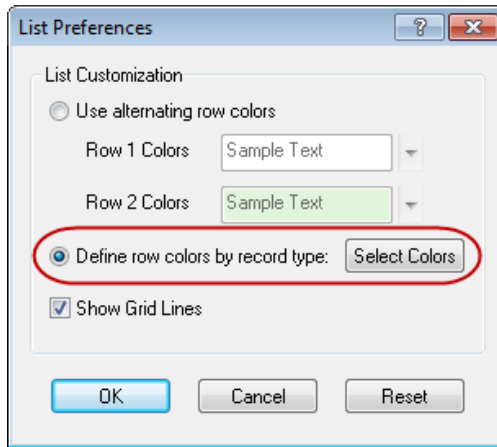 List Preferences
List Customization
Use alternating row colors
Row 1 Colors Sample Text
Row 2 Colors Sample Text
Define row colors by record type: Select Colors
Show Grid Lines
OK Cancel Reset